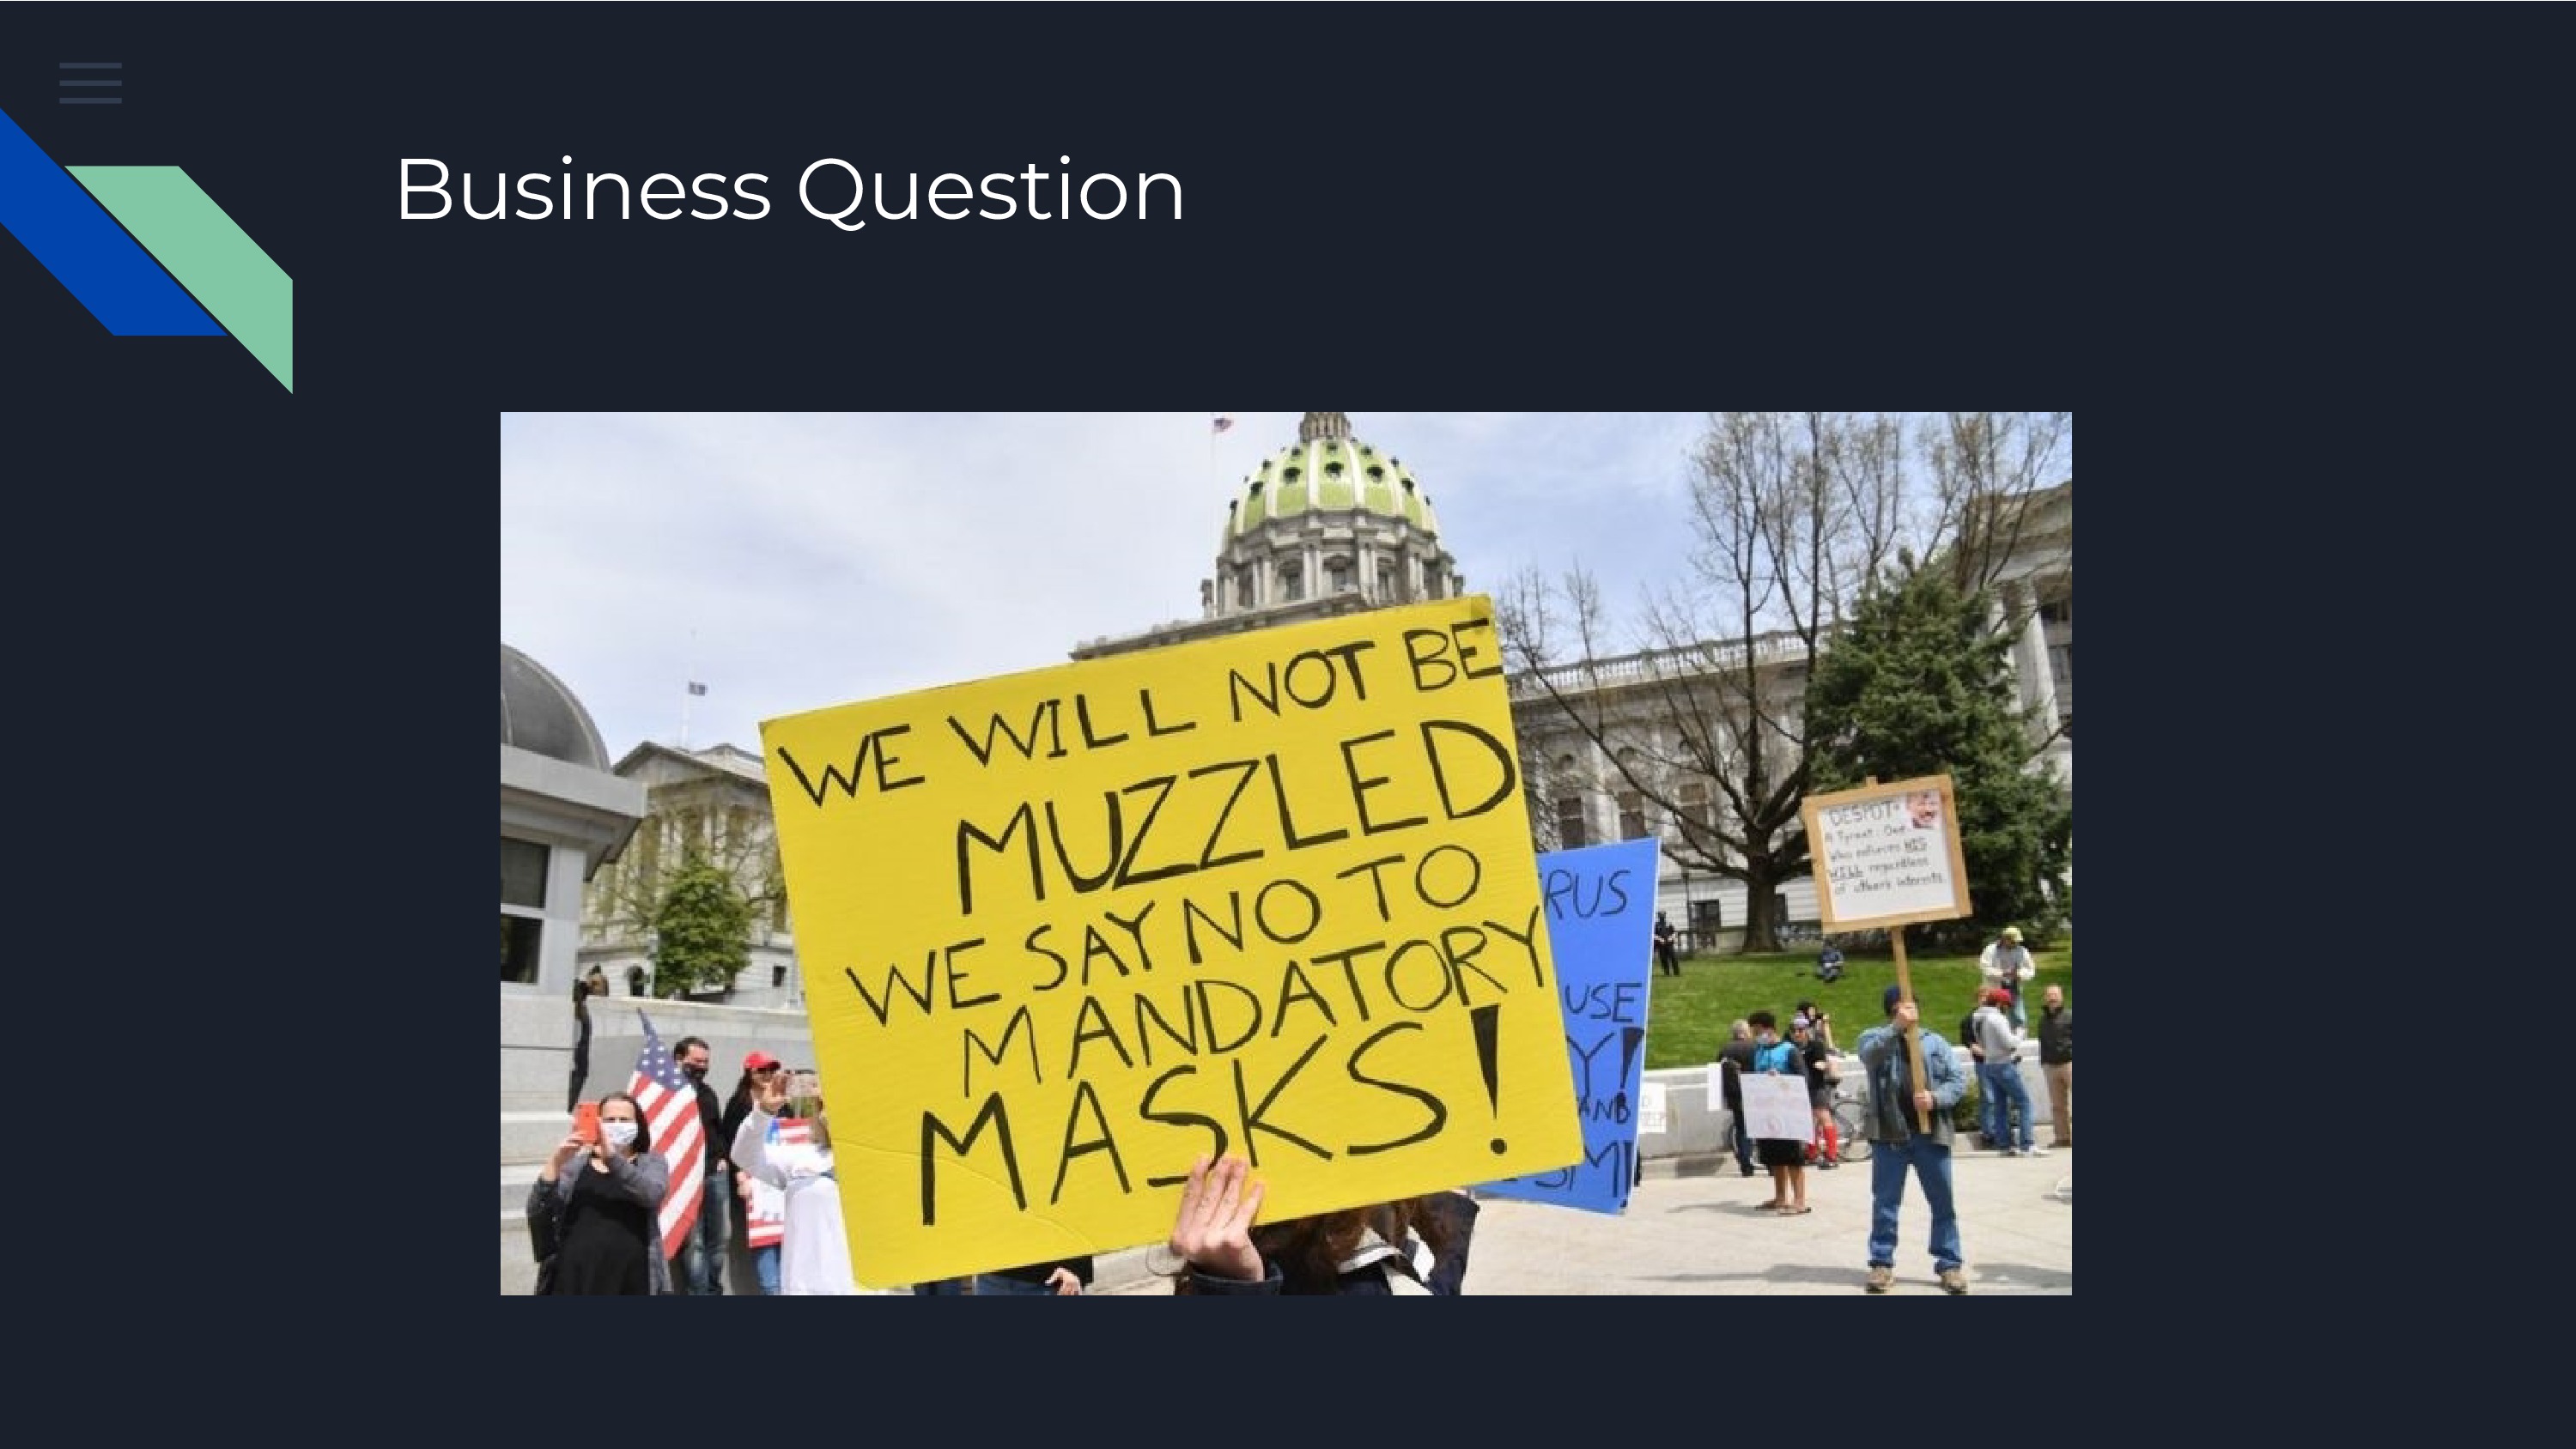 Business Question
WE WILL NOT BE
MUZZLED
WE SAY NO TO
MANDATORY
MASKS!
RUS
USE
Y!
AND
SM!
DESPOT-
A Tyrant: One
who enforces HIS
WILL regardless
of other's interests